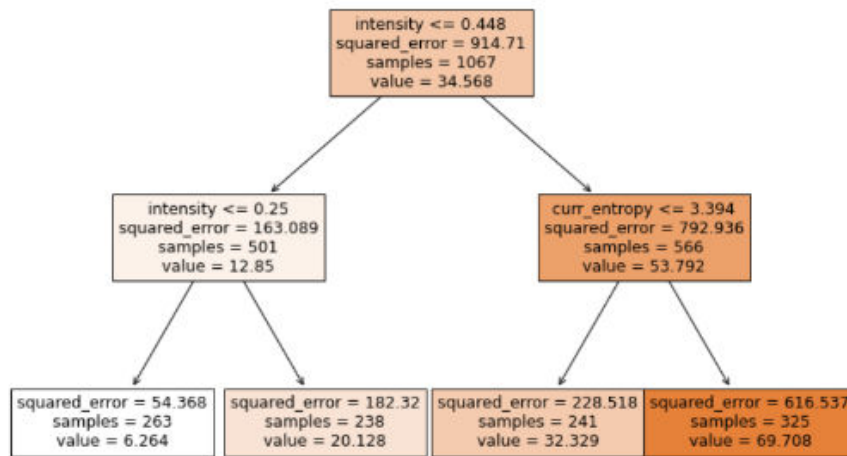 intensity <= 0.448
squared_error = 914.71
samples = 1067
value = 34.568
intensity <= 0.25
squared_error = 163.089
samples = 501
value = 12.85
curr_entropy <= 3.394
squared_error = 792.936
samples = 566
value = 53.792
squared_error = 54.368
samples = 263
value = 6.264
squared_error = 182.32
samples = 238
value = 20.128
squared_error = 228.518
samples = 241
value = 32.329
squared_error = 616.537
samples = 325
value = 69.708